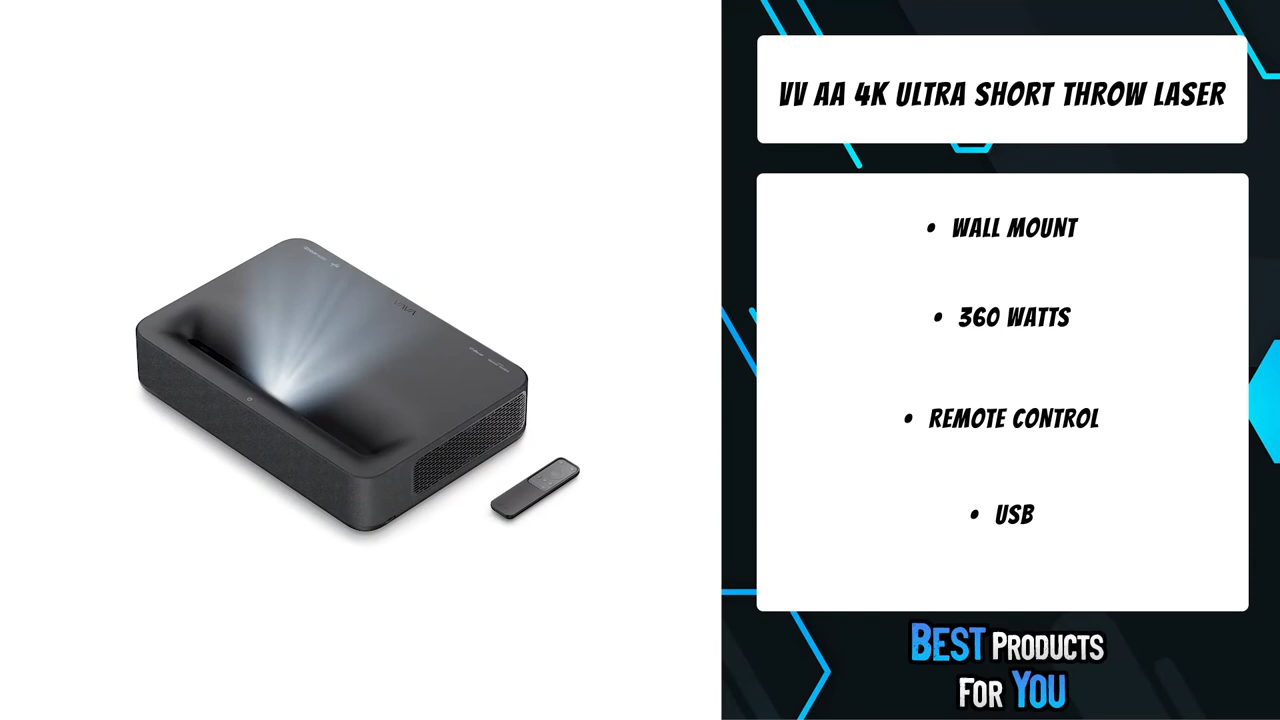 VV AA 4K ULTRA SHORT THROW LASER
• WALL MOUNT
• 360 WATTS
• REMOTE CONTROL
• USB
BEST PRODUCTS
FOR YOU